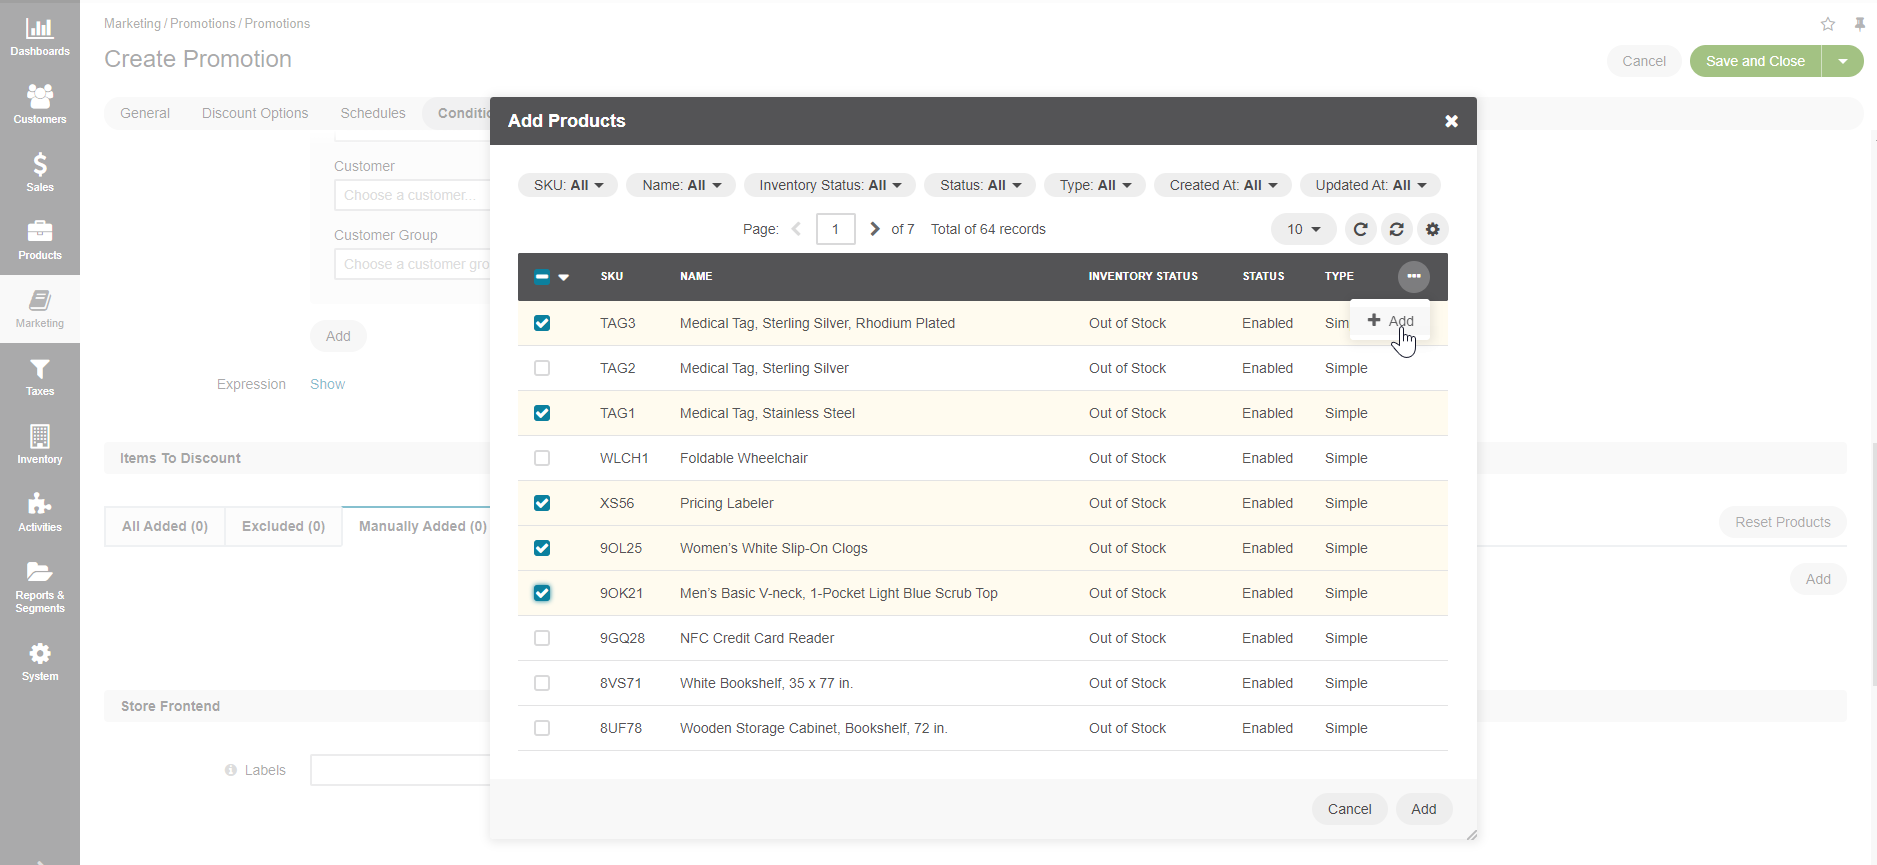 Dashboards
Customers
Sales
Products
Marketing
Taxes
Inventory
Activities
Reports &
Segments
System
Marketing / Promotions / Promotions
Create Promotion
Cancel
Save and Close
General Discount Options Schedules Conditio
Customer
Choose a customer...
Customer Group
Choose a customer gro
Add
Expression Show
Items To Discount
All Added (0) Excluded (0) Manually Added (0)
Reset Products
Add
Store Frontend
Labels
Add Products
SKU: All Name: All Inventory Status: All Status: All Type: All Created At: All Updated At: All
Page: 1 of 7 Total of 64 records 10
SKU NAME INVENTORY STATUS STATUS TYPE
Add
TAG3 Medical Tag, Sterling Silver, Rhodium Plated Out of Stock Enabled Sim
TAG2 Medical Tag, Sterling Silver Out of Stock Enabled Simple
TAG1 Medical Tag, Stainless Steel Out of Stock Enabled Simple
WLCH1 Foldable Wheelchair Out of Stock Enabled Simple
XS56 Pricing Labeler Out of Stock Enabled Simple
9OL25 Women’s White Slip-On Clogs Out of Stock Enabled Simple
9OK21 Men’s Basic V-neck, 1-Pocket Light Blue Scrub Top Out of Stock Enabled Simple
9GQ28 NFC Credit Card Reader Out of Stock Enabled Simple
8VS71 White Bookshelf, 35 x 77 in. Out of Stock Enabled Simple
8UF78 Wooden Storage Cabinet, Bookshelf, 72 in. Out of Stock Enabled Simple
Cancel Add